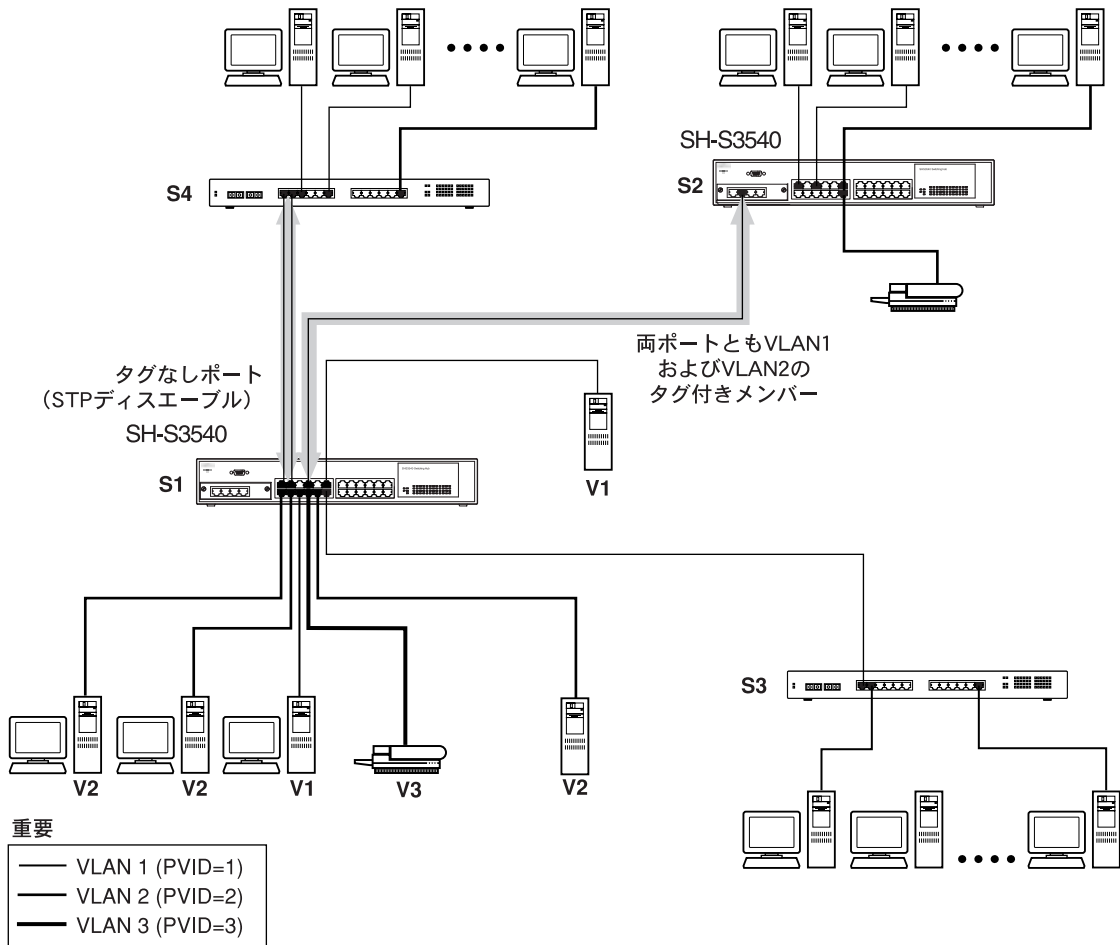 SH-S3540
S4
S2
両ポートともVLAN1
およびVLAN2の
タグ付きメンバー
タグなしポート
（STPディスエーブル）
SH-S3540
S1
V1
S3
V2
V2
V1
V3
V2
重要
VLAN 1 (PVID=1)
VLAN 2 (PVID=2)
VLAN 3 (PVID=3)